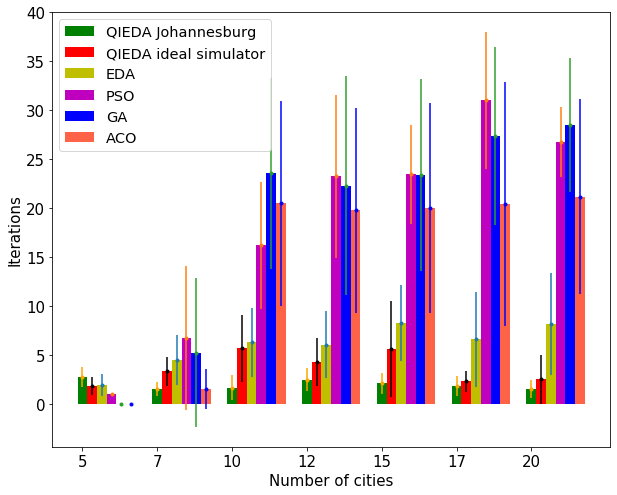 40
35
30
25
20
15
10
5
0
Iterations
QIEDA Johannesburg
QIEDA ideal simulator
EDA
PSO
GA
ACO
5 7 10 12 15 17 20
Number of cities